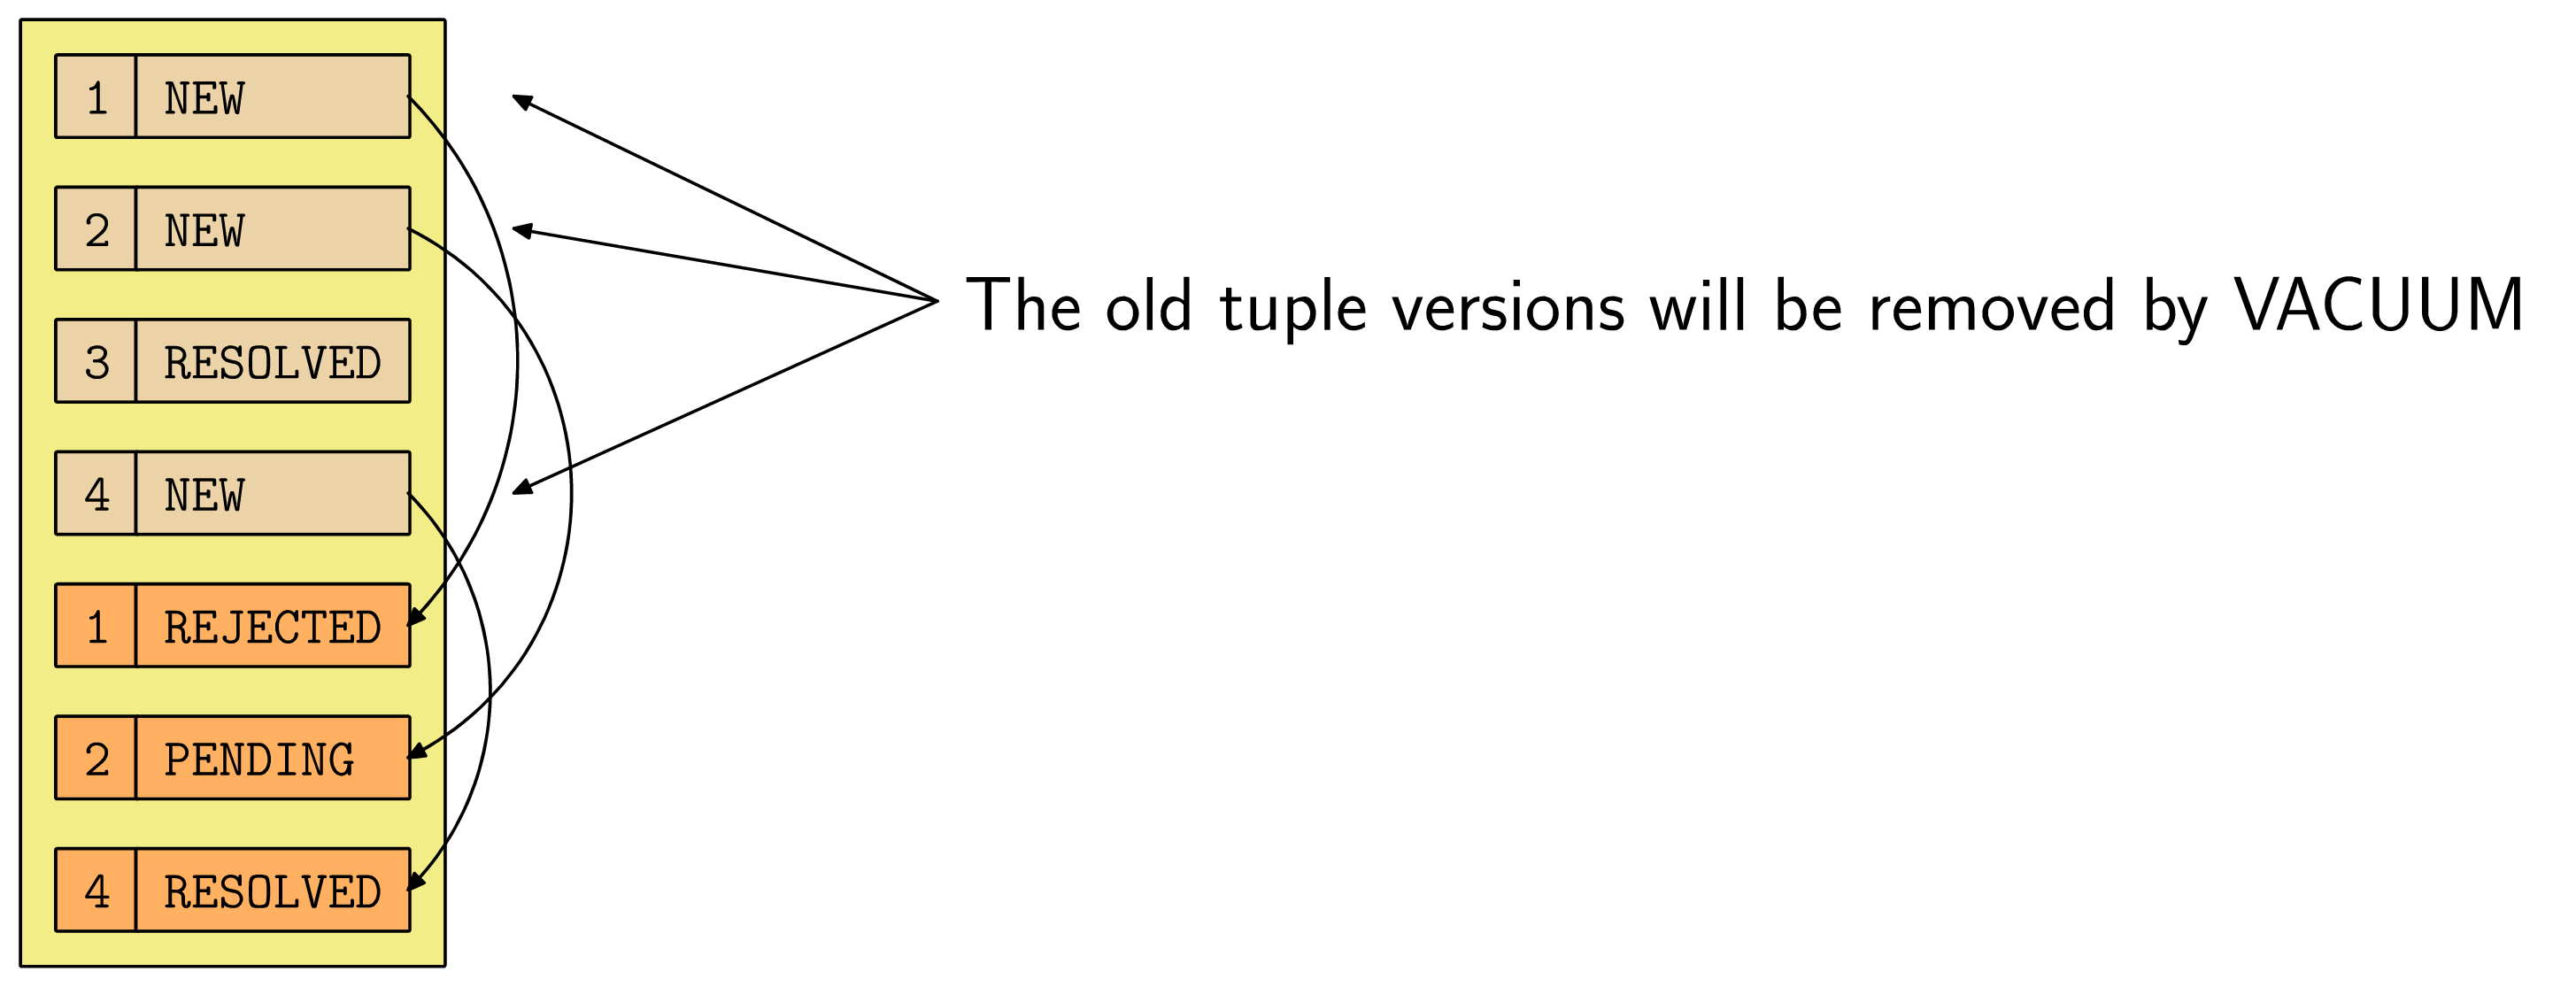 1 NEW
2 NEW
The old tuple versions will be removed by VACUUM
3 RESOLVED
4 NEW
1 REJECTED
2 PENDING
4 RESOLVED